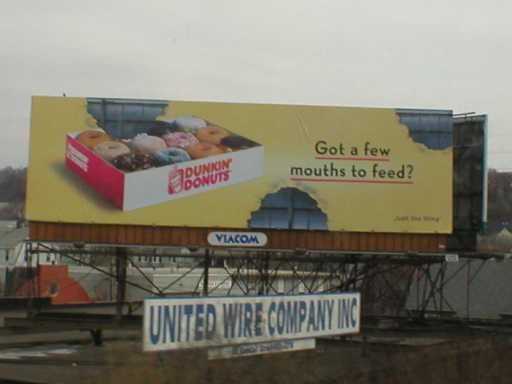 Got a few
mouths to feed?
DUNKIN'
DONUTS
Just the thing
VIACOM
UNITED WIRE COMPANY INC